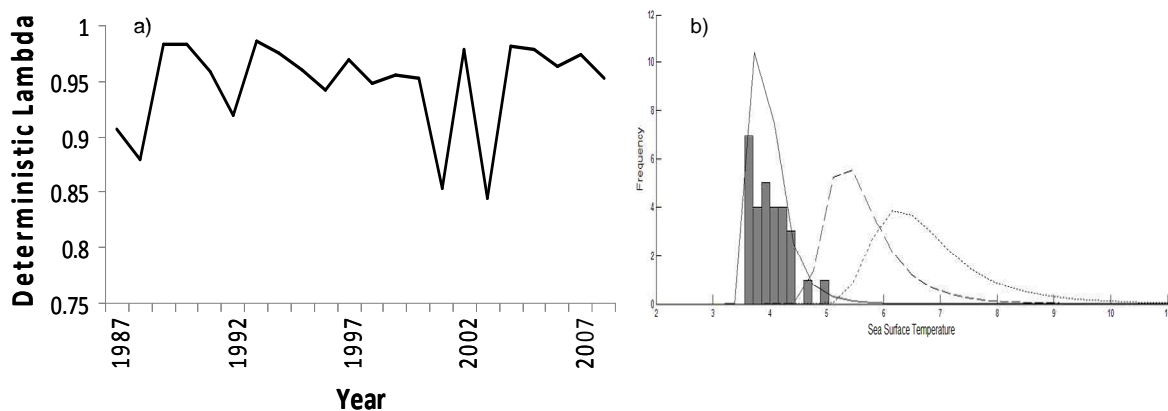 a)
1
0.95
0.9
0.85
0.8
0.75
Deterministic Lambda
1987
1992
1997
2002
2007
Year
b)
12
10
8
6
4
2
0
Frequency
2 3 4 5 6 7 8 9 10 11
Sea Surface Temperature